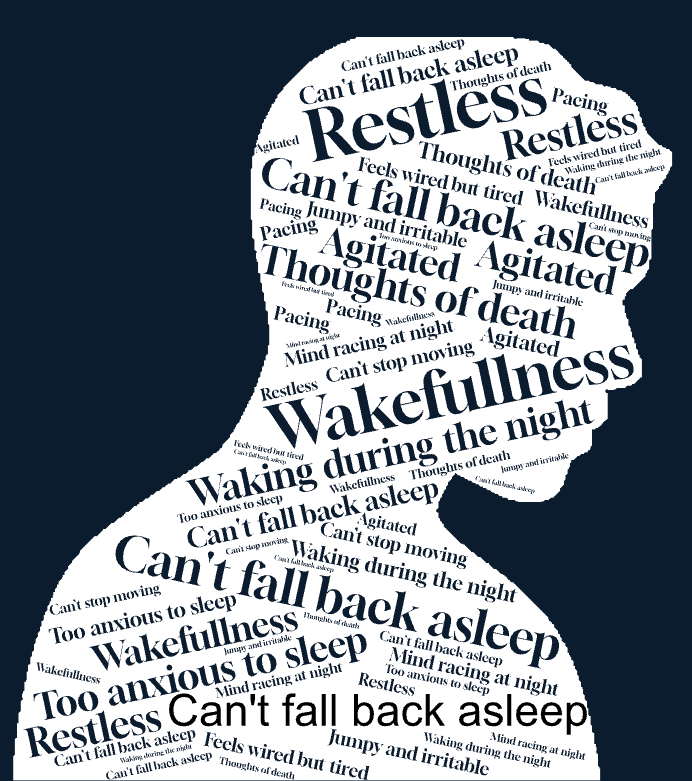 Can't fall back asleep
Can't fall back asleep
Thoughts of death
Restless
Pacing
Restless
Agitated
Thoughts of death
Feels wired but tired
Waking during the night
Can't fall back asleep
Feels wired but tired
Can't fall back asleep
Wakefullness
Pacing
Jumpy and irritable
Can't stop moving
Pacing
Too anxious to sleep
Agitated
Agitated
Thoughts of death
Feels wired but tired
Jumpy and irritable
Pacing
Pacing
Wakefullness
Mind racing at night
Mind racing at night
Agitated
Can't stop moving
Restless
Wakefullness
Feels wired but tired
Can't fall back asleep
Waking during the night
Thoughts of death
Jumpy and irritable
Wakefullness
Can't fall back asleep
Too anxious to sleep
Can't fall back asleep
Agitated
Can't stop moving
Can't stop moving
Waking during the night
Can't fall back asleep
Can't fall back asleep
Can't stop moving
Too anxious to sleep
Thoughts of death
Wakefullness
Jumpy and irritable
Can't fall back asleep
Mind racing at night
Wakefullness
Too anxious to sleep
Too anxious to sleep
Mind racing at night
Restless
Restless
Can't fall back asleep
Can't fall back asleep
Waking during the night
Can't fall back asleep
Feels wired but tired
Thoughts of death
Jumpy and irritable
Waking during the night
Mind racing at night